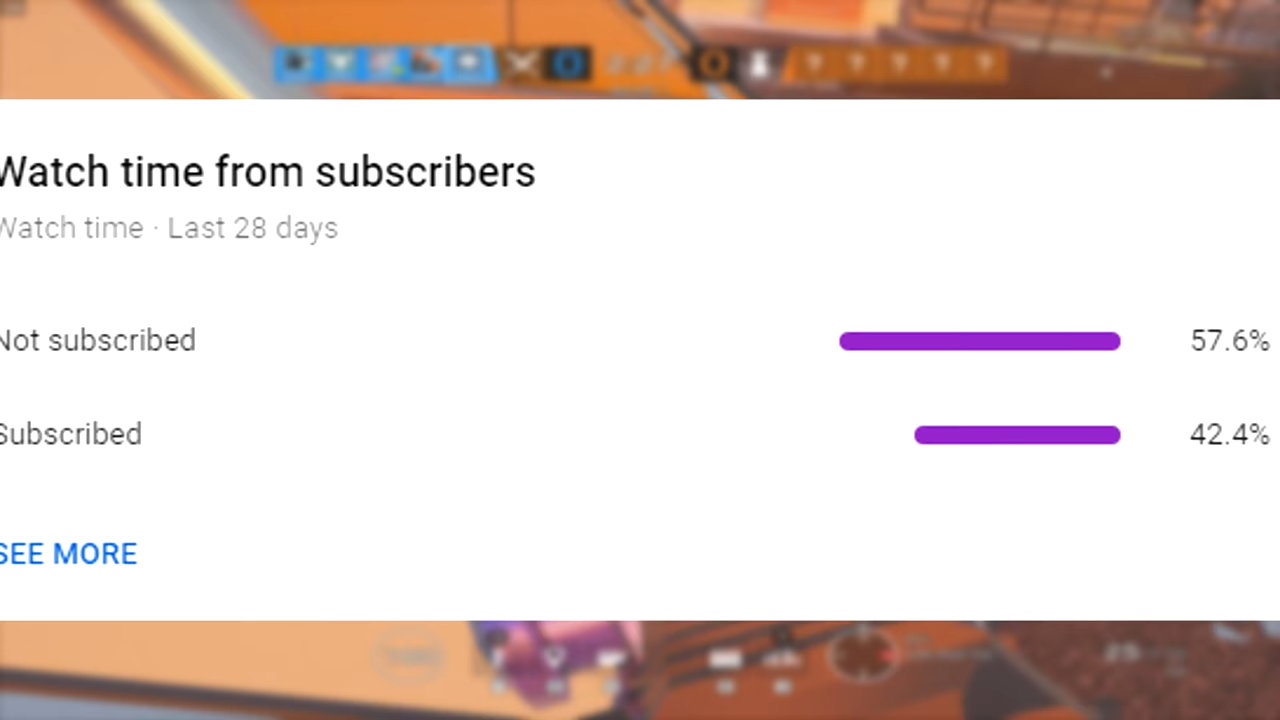 Watch time from subscribers
Watch time · Last 28 days
Not subscribed 57.6%
Subscribed 42.4%
SEE MORE